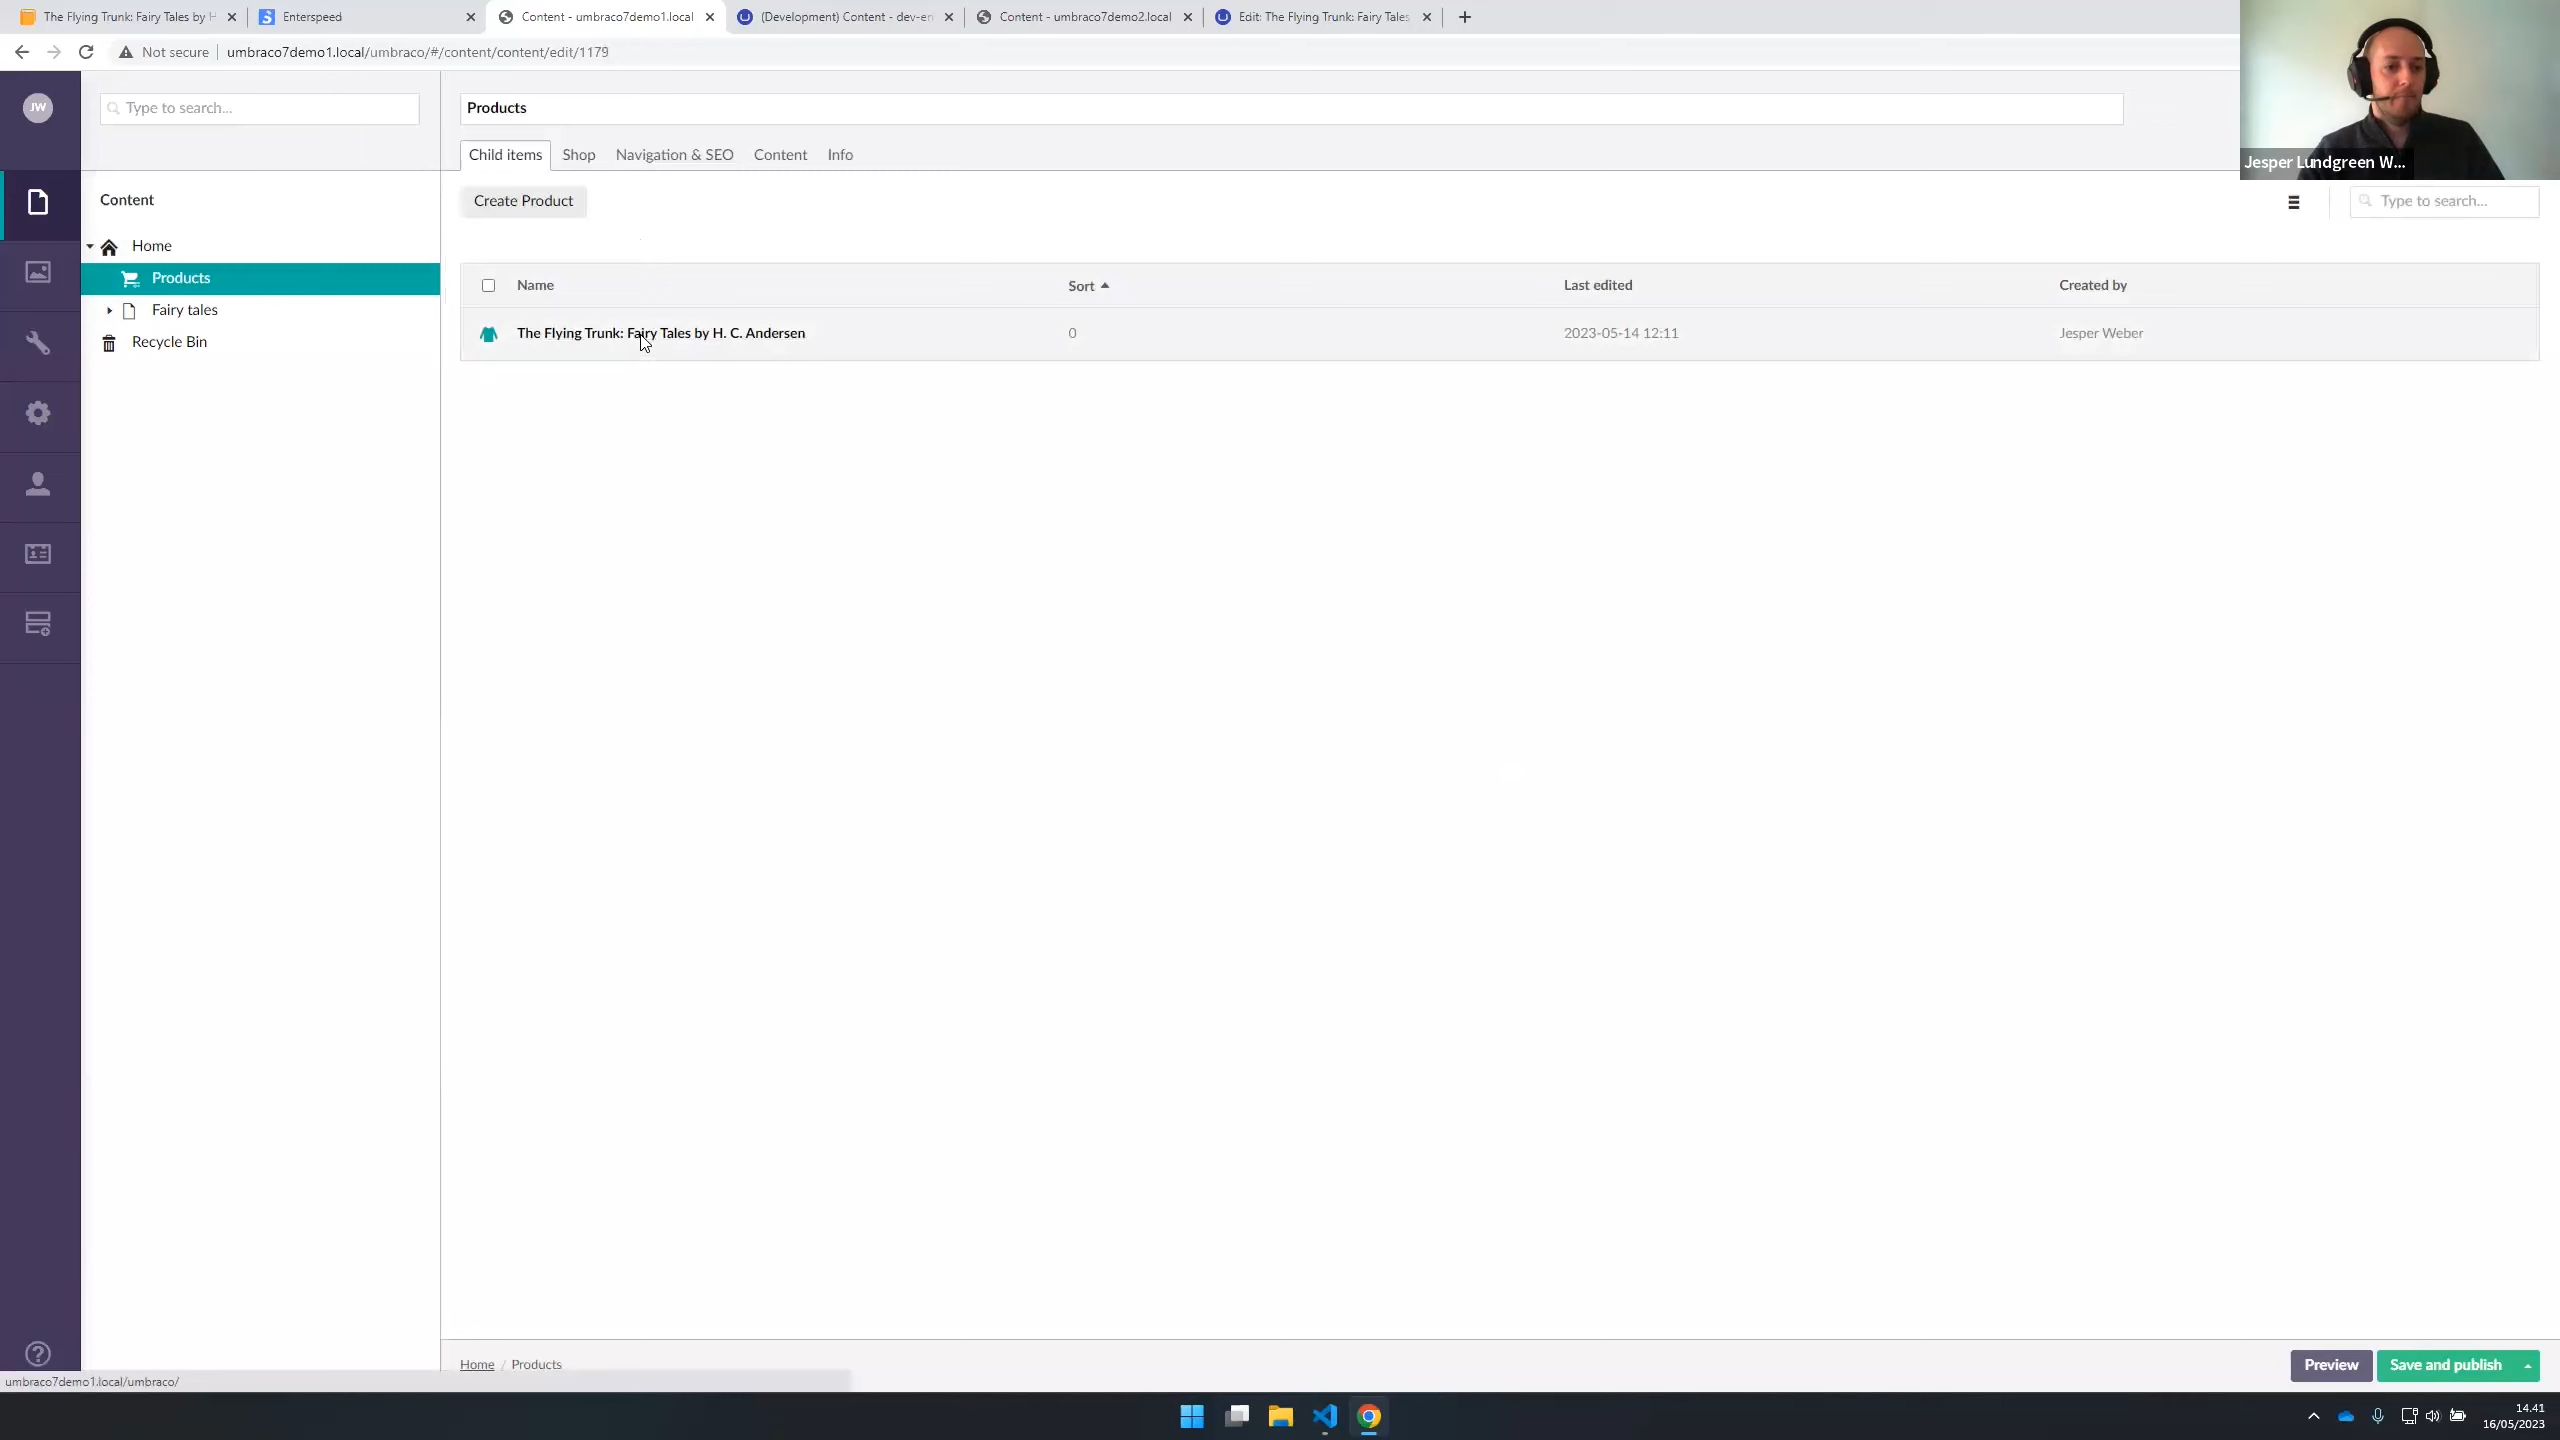 The Flying Trunk: Fairy Tales by H
Enterspeed
Content - umbraco7demo1.local
(Development) Content - dev-en
Content - umbraco7demo2.local
Edit: The Flying Trunk: Fairy Tales
Not secure
umbraco7demo1.local/umbraco/#/content/content/edit/1179
JW
Type to search...
Products
Jesper Lundgreen W...
Child items
Shop
Navigation & SEO
Content
Info
Content
Create Product
Type to search...
Home
Products
Fairy tales
Recycle Bin
Name
Sort
Last edited
Created by
The Flying Trunk: Fairy Tales by H. C. Andersen
0
2023-05-14 12:11
Jesper Weber
Home / Products
Preview
Save and publish
umbraco7demo1.local/umbraco/
14.41
16/05/2023